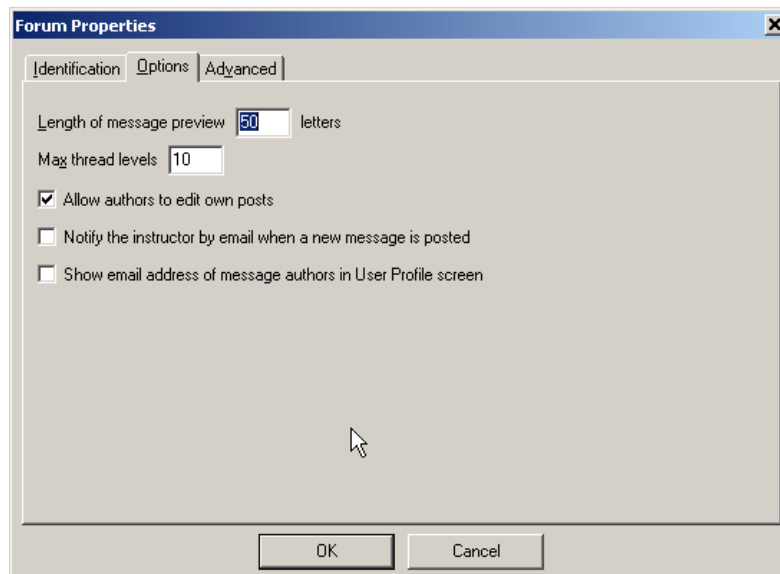 Forum Properties
Identification Options Advanced
Length of message preview 50 letters
Max thread levels 10
Allow authors to edit own posts
Notify the instructor by email when a new message is posted
Show email address of message authors in User Profile screen
OK Cancel